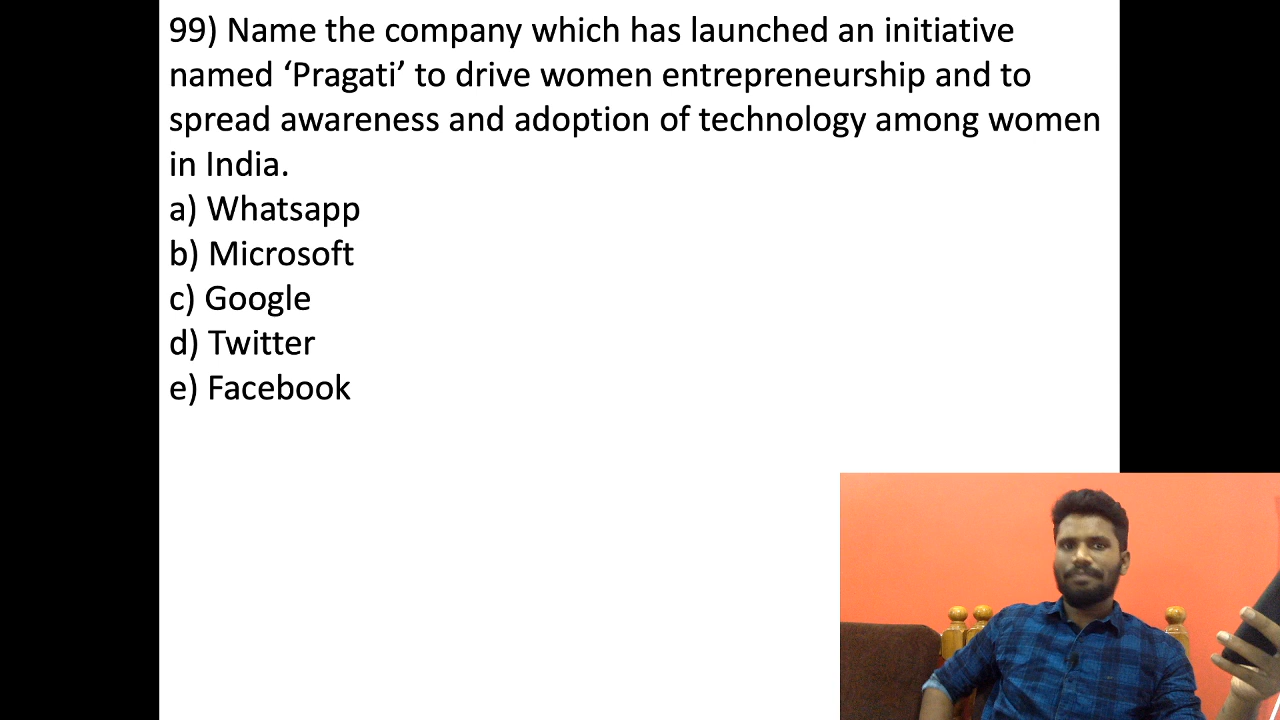 99) Name the company which has launched an initiative
named ‘Pragati’ to drive women entrepreneurship and to
spread awareness and adoption of technology among women
in India.
a) Whatsapp
b) Microsoft
c) Google
d) Twitter
e) Facebook